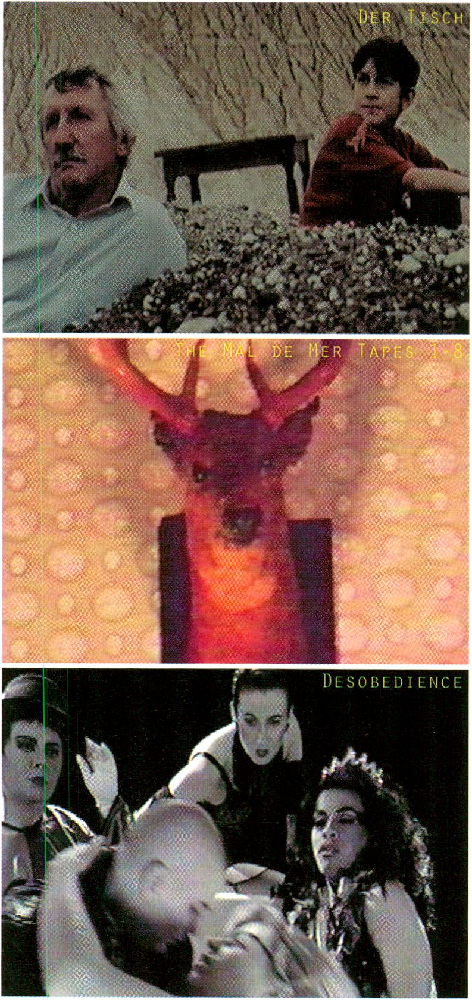 DER TISCH
THE MAL DE MER TAPES 1-8
DESOBEDIENCE